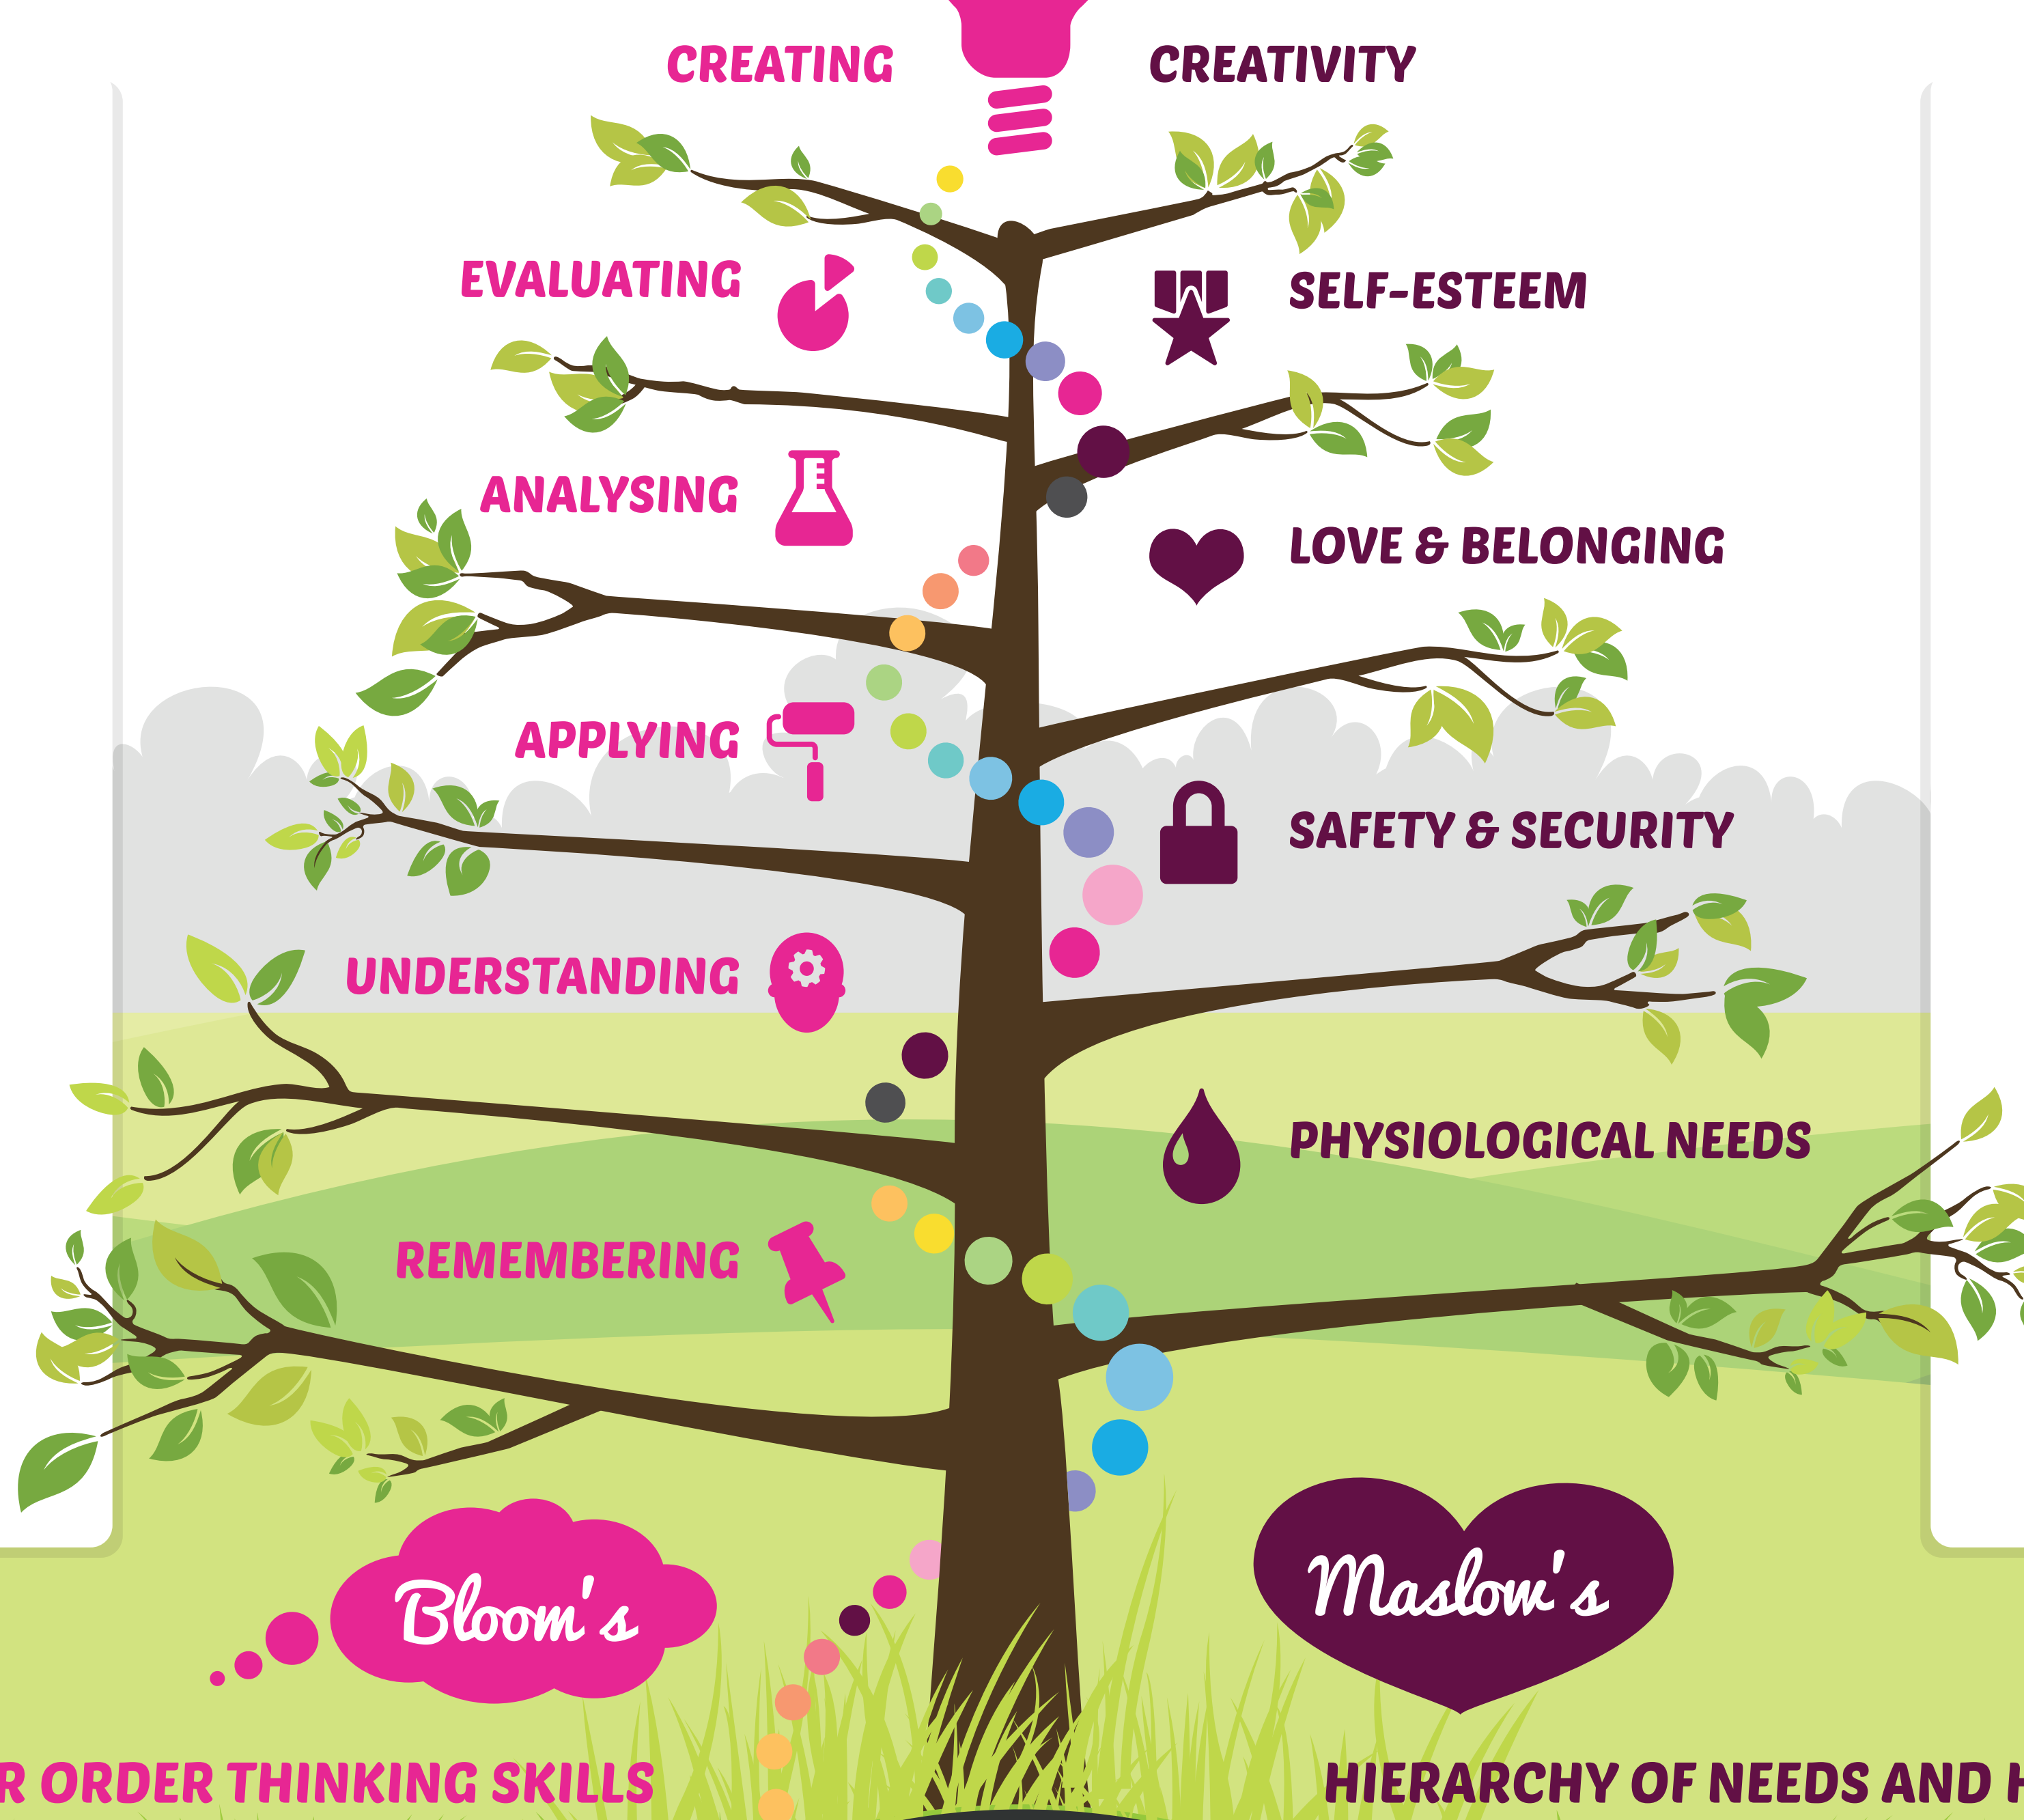 CREATING
CREATIVITY
EVALUATING
SELF-ESTEEM
ANALYSING
LOVE & BELONGING
APPLYING
SAFETY & SECURITY
UNDERSTANDING
PHYSIOLOGICAL NEEDS
REMEMBERING
Bloom's
Maslow's
R ORDER THINKING SKILLS
HIERARCHY OF NEEDS AND H